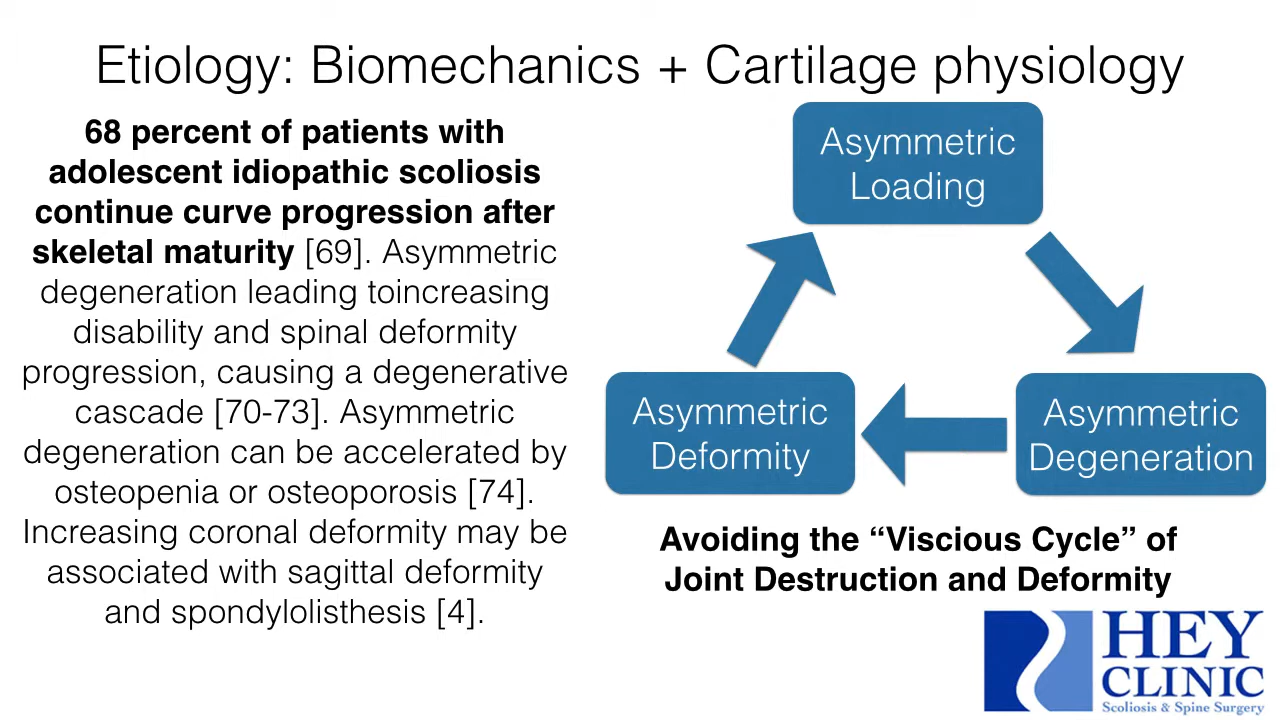 Etiology: Biomechanics + Cartilage physiology
68 percent of patients with
adolescent idiopathic scoliosis
continue curve progression after
skeletal maturity [69]. Asymmetric
degeneration leading toincreasing
disability and spinal deformity
progression, causing a degenerative
cascade [70-73]. Asymmetric
degeneration can be accelerated by
osteopenia or osteoporosis [74].
Increasing coronal deformity may be
associated with sagittal deformity
and spondylolisthesis [4].
Asymmetric
Loading
Asymmetric
Deformity
Asymmetric
Degeneration
Avoiding the “Viscious Cycle” of
Joint Destruction and Deformity
HEY
CLINIC
Scoliosis & Spine Surgery